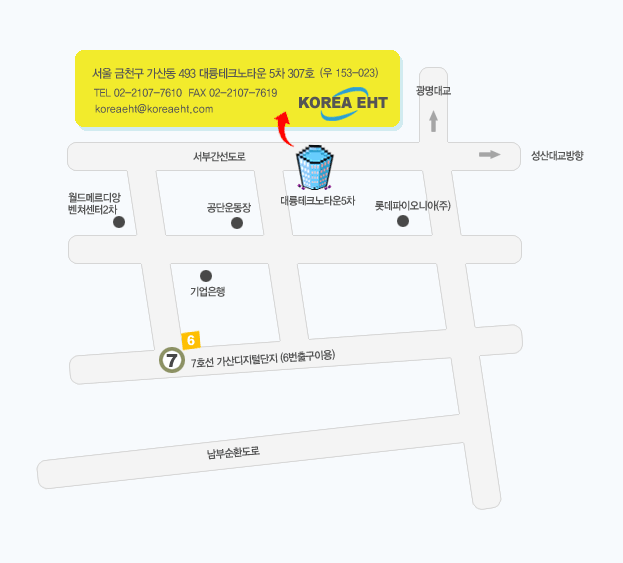 서울 금천구 가산동 493 대륭테크노타운 5차 307호 (우 153-023)
TEL 02-2107-7610 FAX 02-2107-7619
koreaeht@koreaeht.com
KOREA EHT
광명대교
서부간선도로
성산대교방향
월드메르디앙
벤쳐센터2차
공단운동장
대륭테크노타운5차
롯데파이오니아(주)
기업은행
6
7
7호선 가산디지털단지 (6번출구이용)
남부순환도로